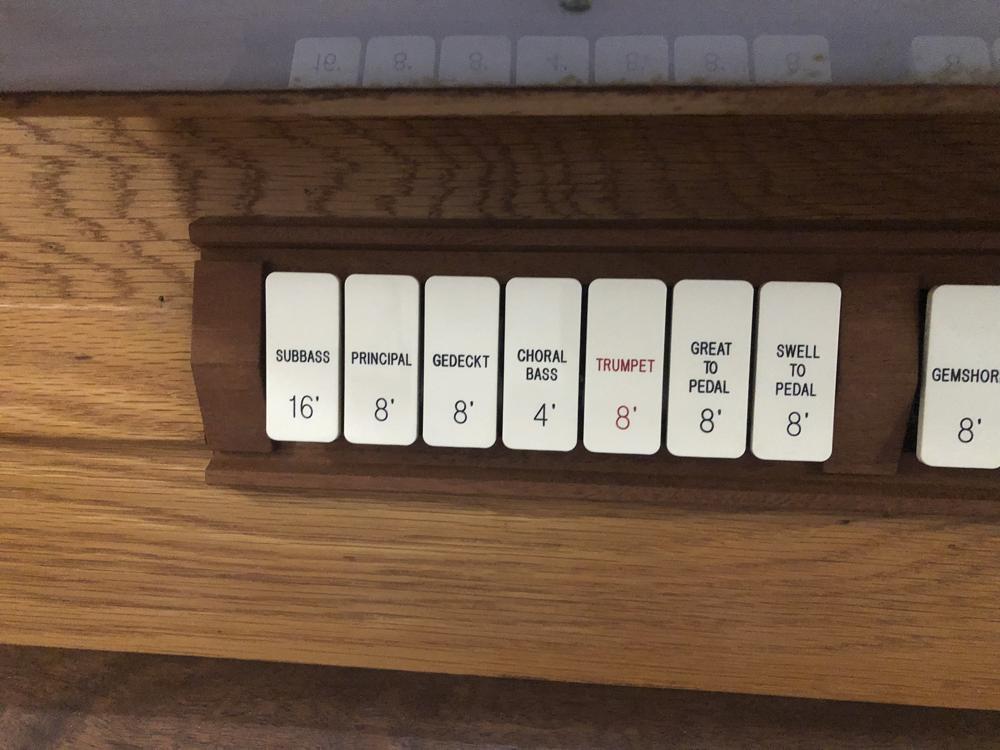 SUBBASS
16'
PRINCIPAL
8'
GEDECKT
8'
CHORAL
BASS
4'
TRUMPET
8'
GREAT
TO
PEDAL
8'
SWELL
TO
PEDAL
8'
GEMSHOR
8'